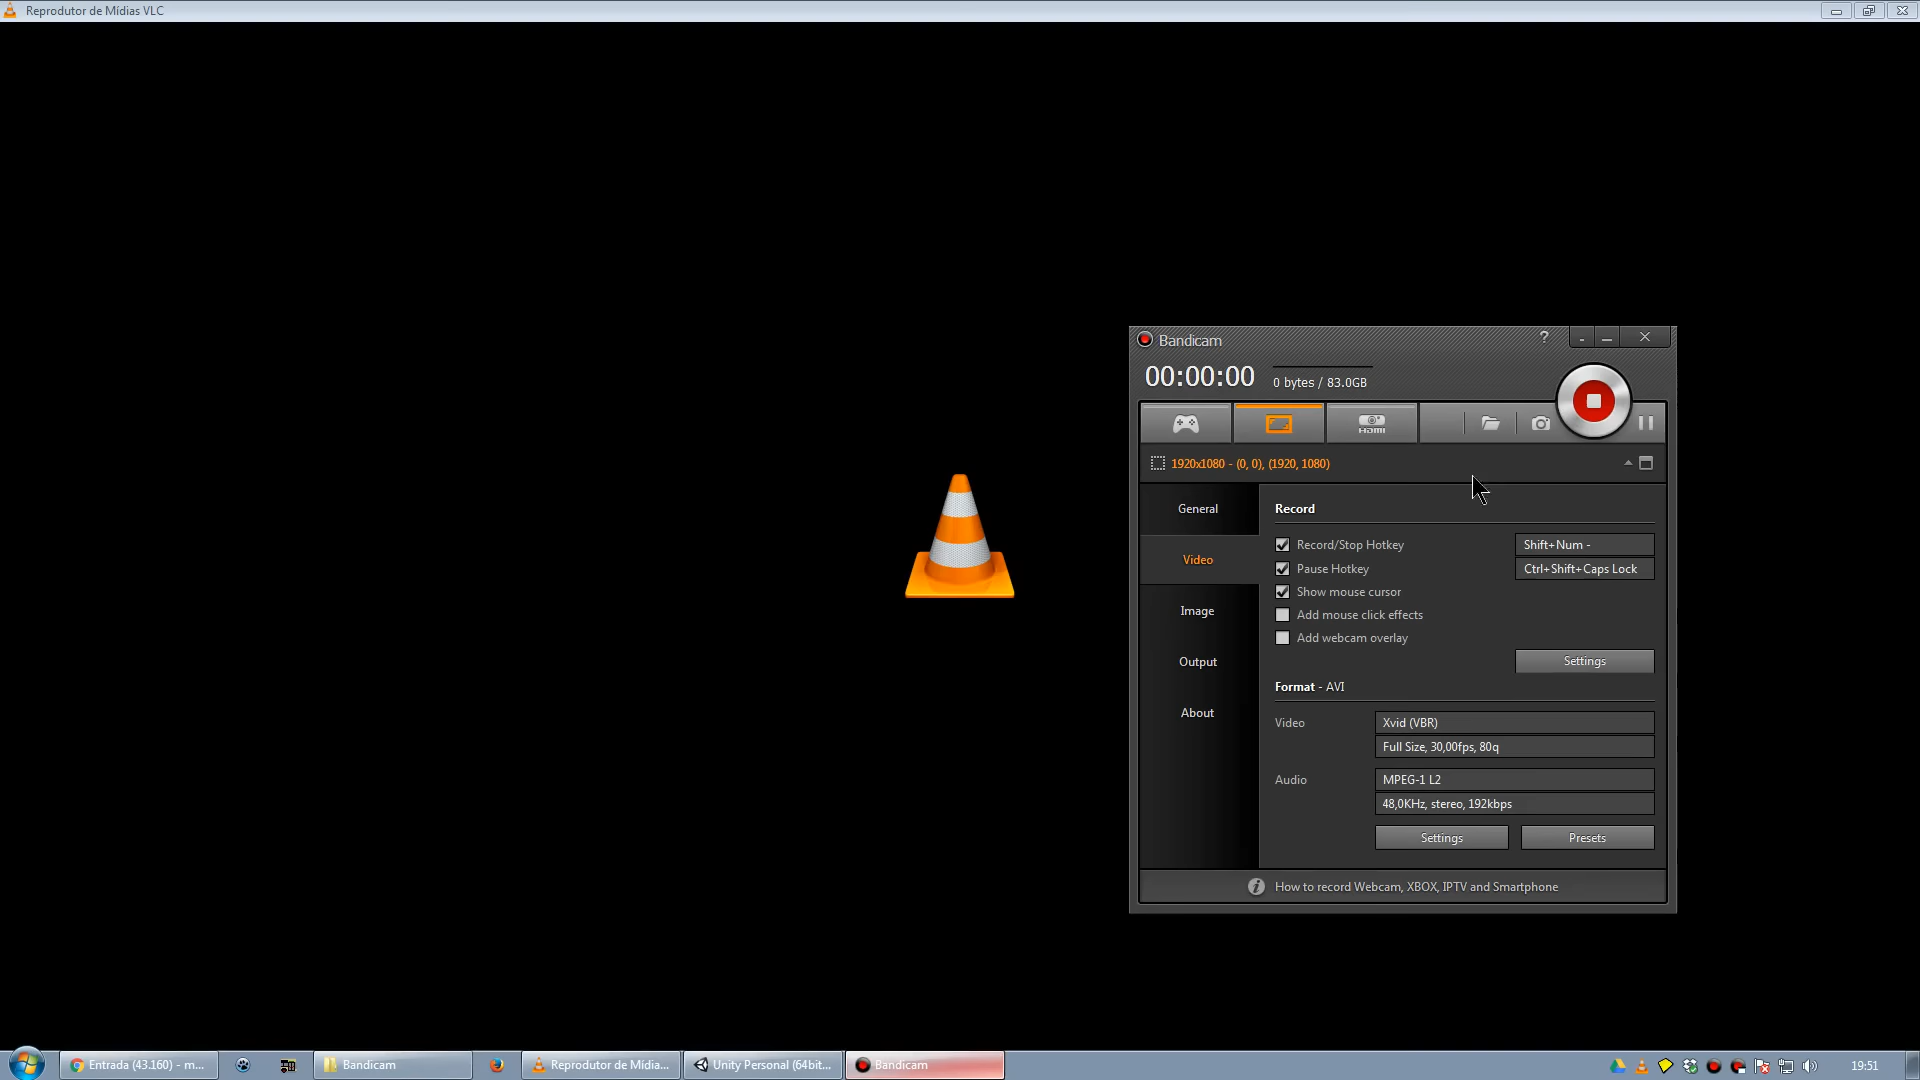 Reprodutor de Mídias VLC
Bandicam
?
00:00:00
0 bytes / 83.0GB
HDMI
1920x1080 - (0, 0), (1920, 1080)
General
Video
Image
Output
About
Record
Record/Stop Hotkey
Shift+Num -
Pause Hotkey
Ctrl+Shift+Caps Lock
Show mouse cursor
Add mouse click effects
Add webcam overlay
Settings
Format - AVI
Video
Xvid (VBR)
Full Size, 30,00fps, 80q
Audio
MPEG-1 L2
48,0KHz, stereo, 192kbps
Settings
Presets
How to record Webcam, XBOX, IPTV and Smartphone
Entrada (43.160) - m...
Bandicam
Reprodutor de Mídia...
Unity Personal (64bit...
Bandicam
19:51